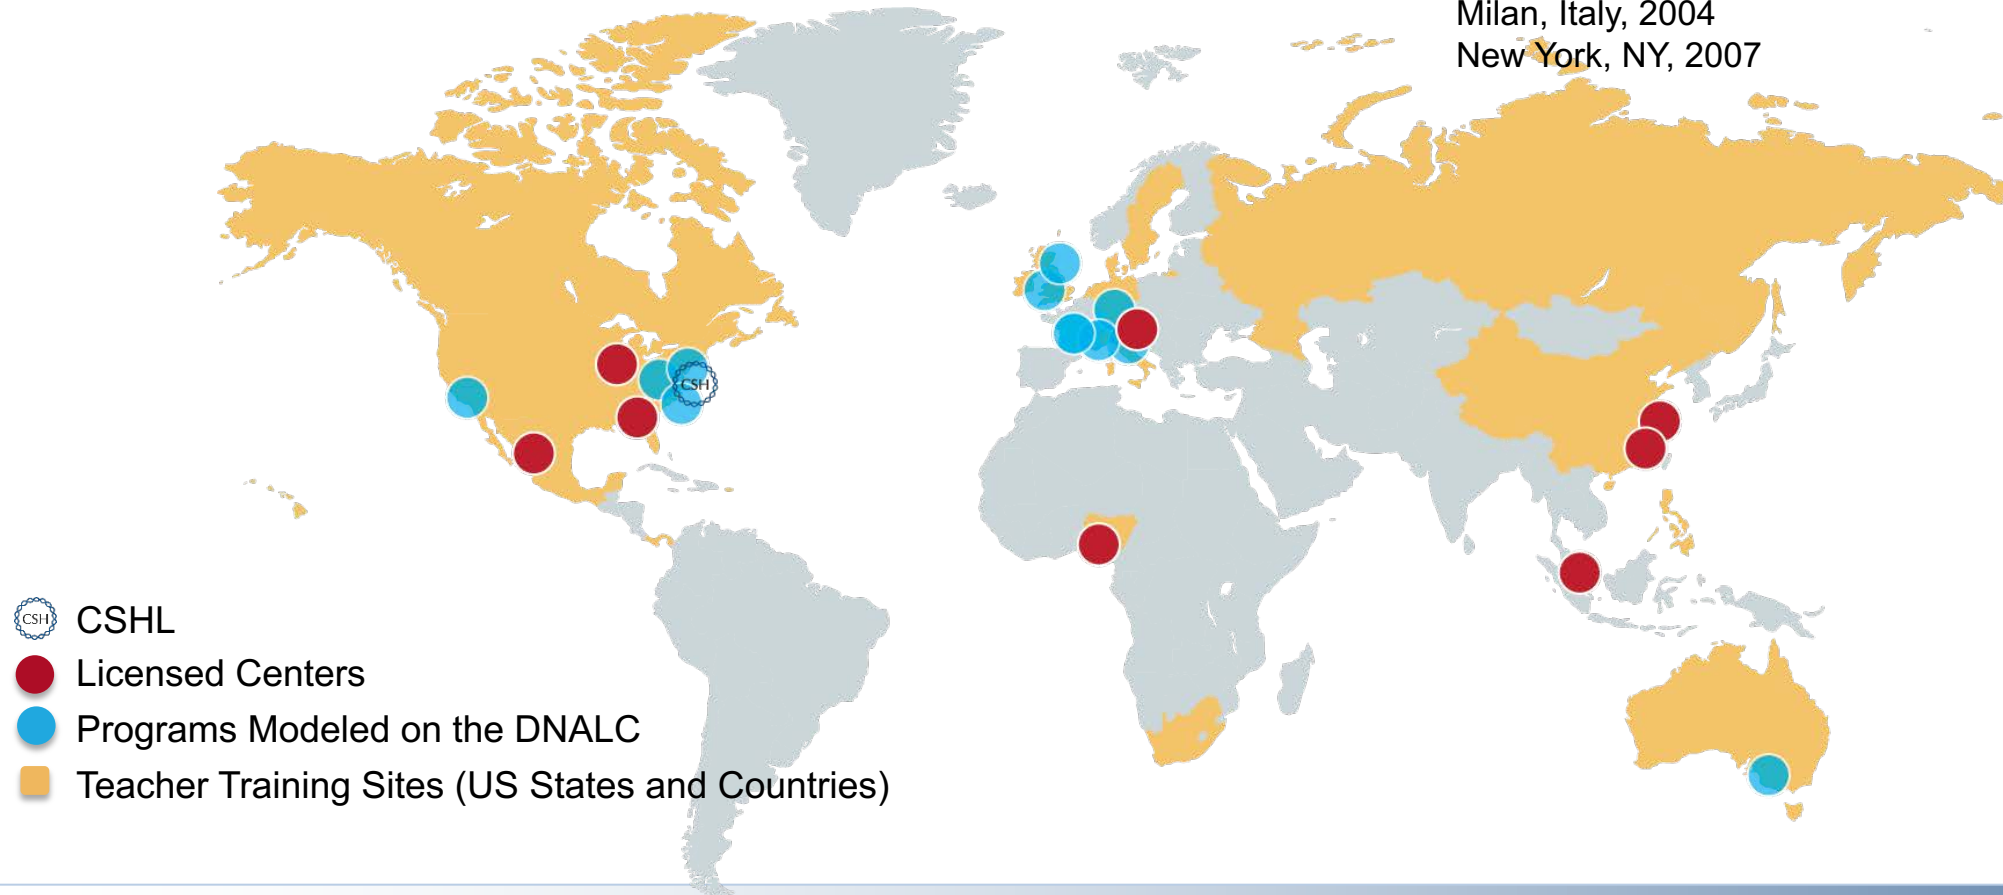 Milan, Italy, 2004
New York, NY, 2007
CSH
CSH
CSHL
Licensed Centers
Programs Modeled on the DNALC
Teacher Training Sites (US States and Countries)